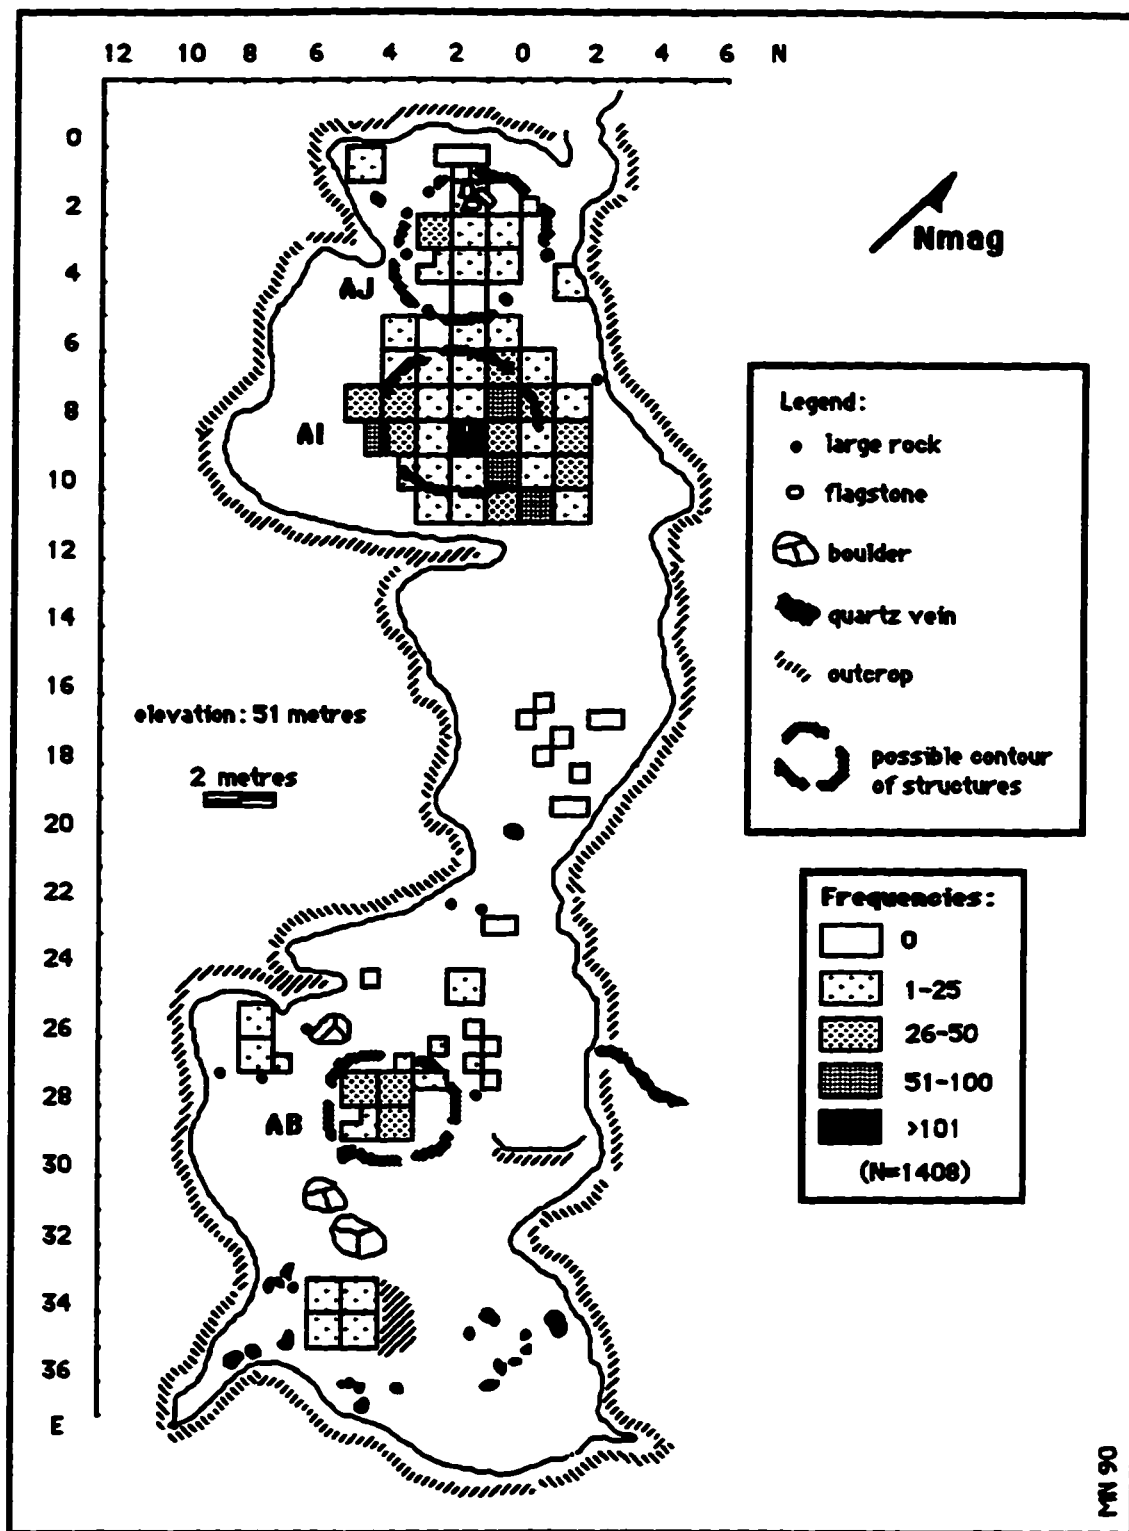 12 10 8 6 4 2 0 2 4 6 N
0
2
4
AJ
6
8
AI
10
12
14
16
elevation: 51 metres
18
2 metres
20
22
24
26
28
AB
30
32
34
36
E
Nmag
Legend:
large rock
flagstone
boulder
quartz vein
outcrop
possible contour
of structures
Frequencies:
0
1-25
26-50
51-100
>101
(N=1408)
MN 90